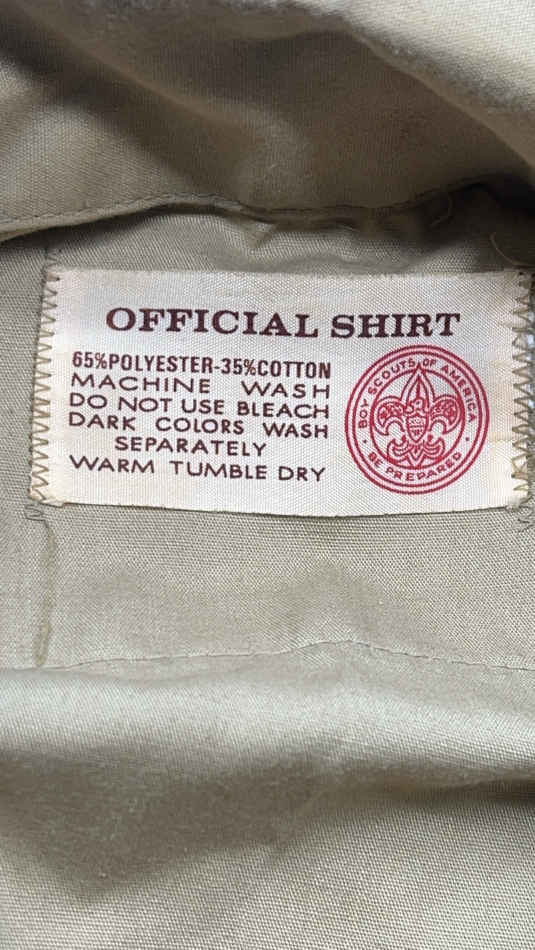 OFFICIAL SHIRT
65%POLYESTER-35%COTTON
MACHINE WASH
DO NOT USE BLEACH
DARK COLORS WASH
SEPARATELY
WARM TUMBLE DRY
BOY SCOUTS OF AMERICA
BE PREPARED